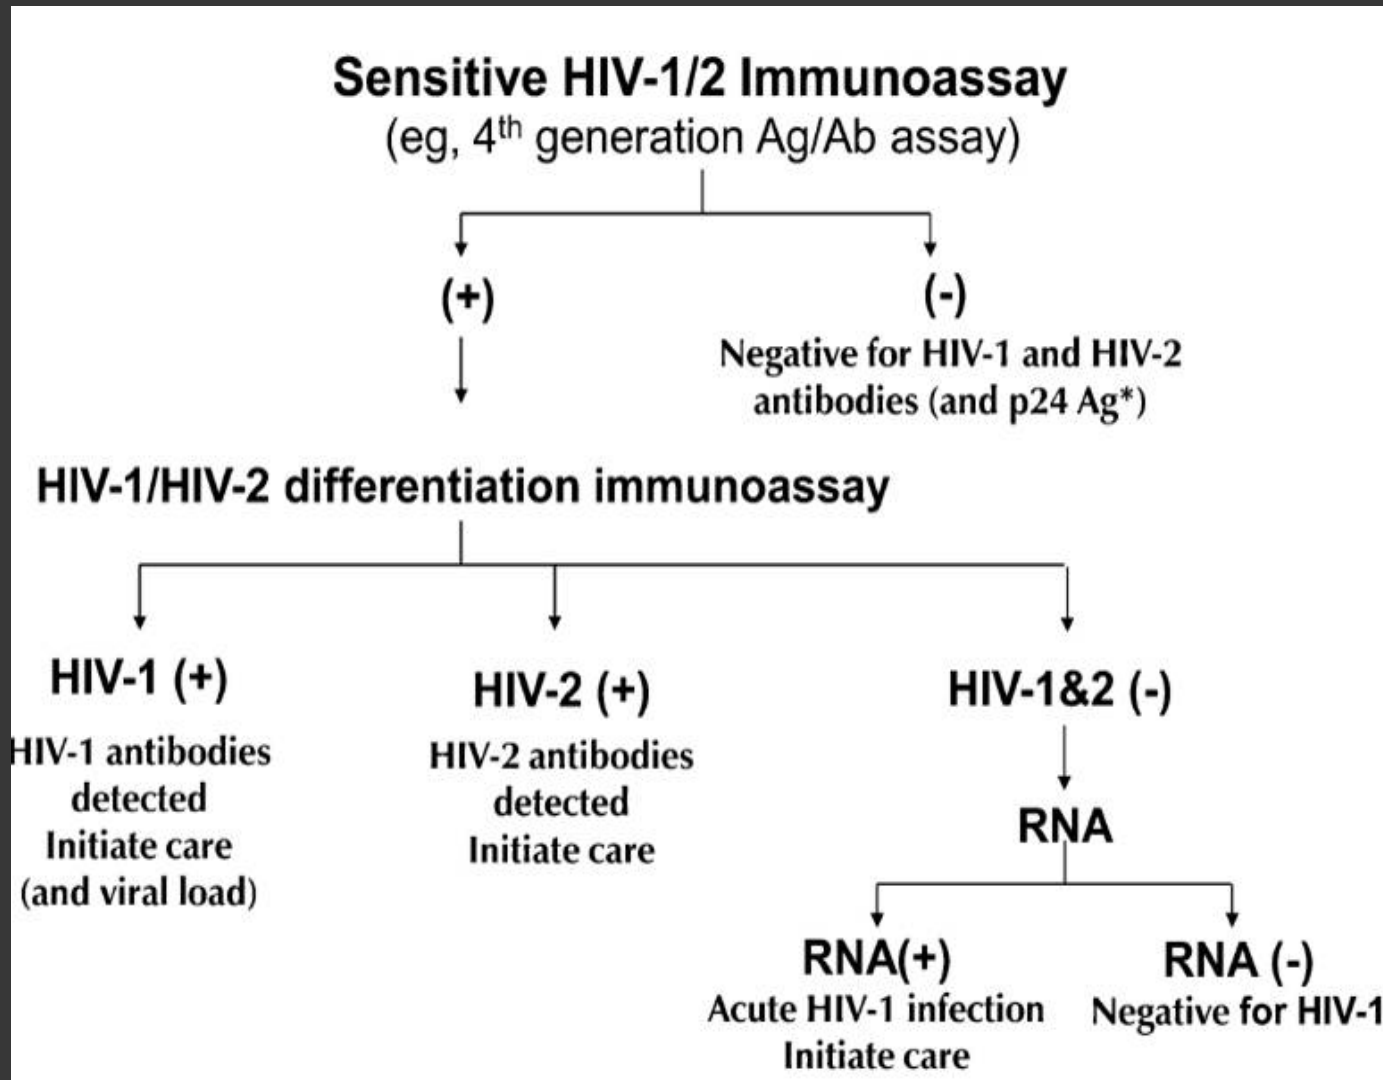 Sensitive HIV-1/2 Immunoassay
(eg, 4th generation Ag/Ab assay)
(+)
(-)
Negative for HIV-1 and HIV-2
antibodies (and p24 Ag*)
HIV-1/HIV-2 differentiation immunoassay
HIV-1 (+)
HIV-1 antibodies
detected
Initiate care
(and viral load)
HIV-2 (+)
HIV-2 antibodies
detected
Initiate care
HIV-1&2 (-)
RNA
RNA(+)
Acute HIV-1 infection
Initiate care
RNA (-)
Negative for HIV-1